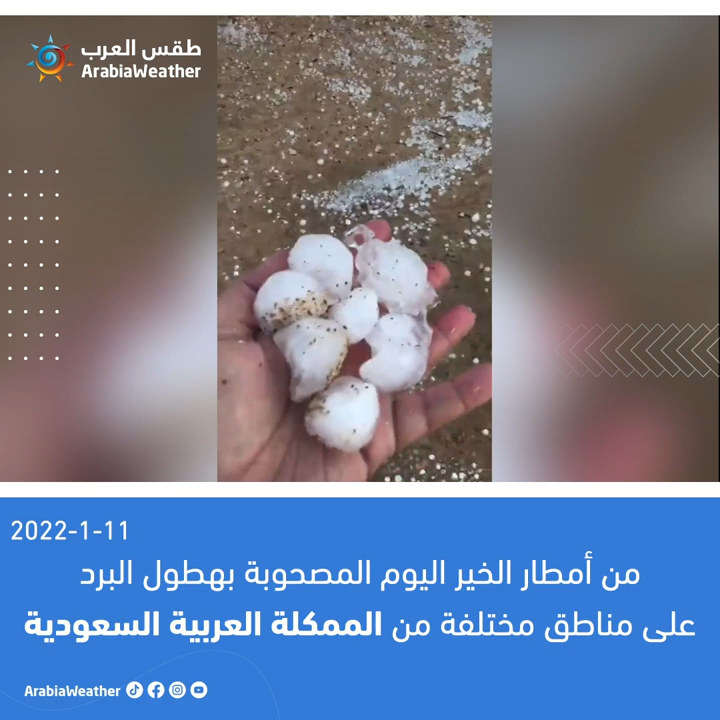 طقس العرب
ArabiaWeather
2022-1-11
من أمطار الخير اليوم المصحوبة بهطول البرد
على مناطق مختلفة من الممكلة العربية السعودية
ArabiaWeather